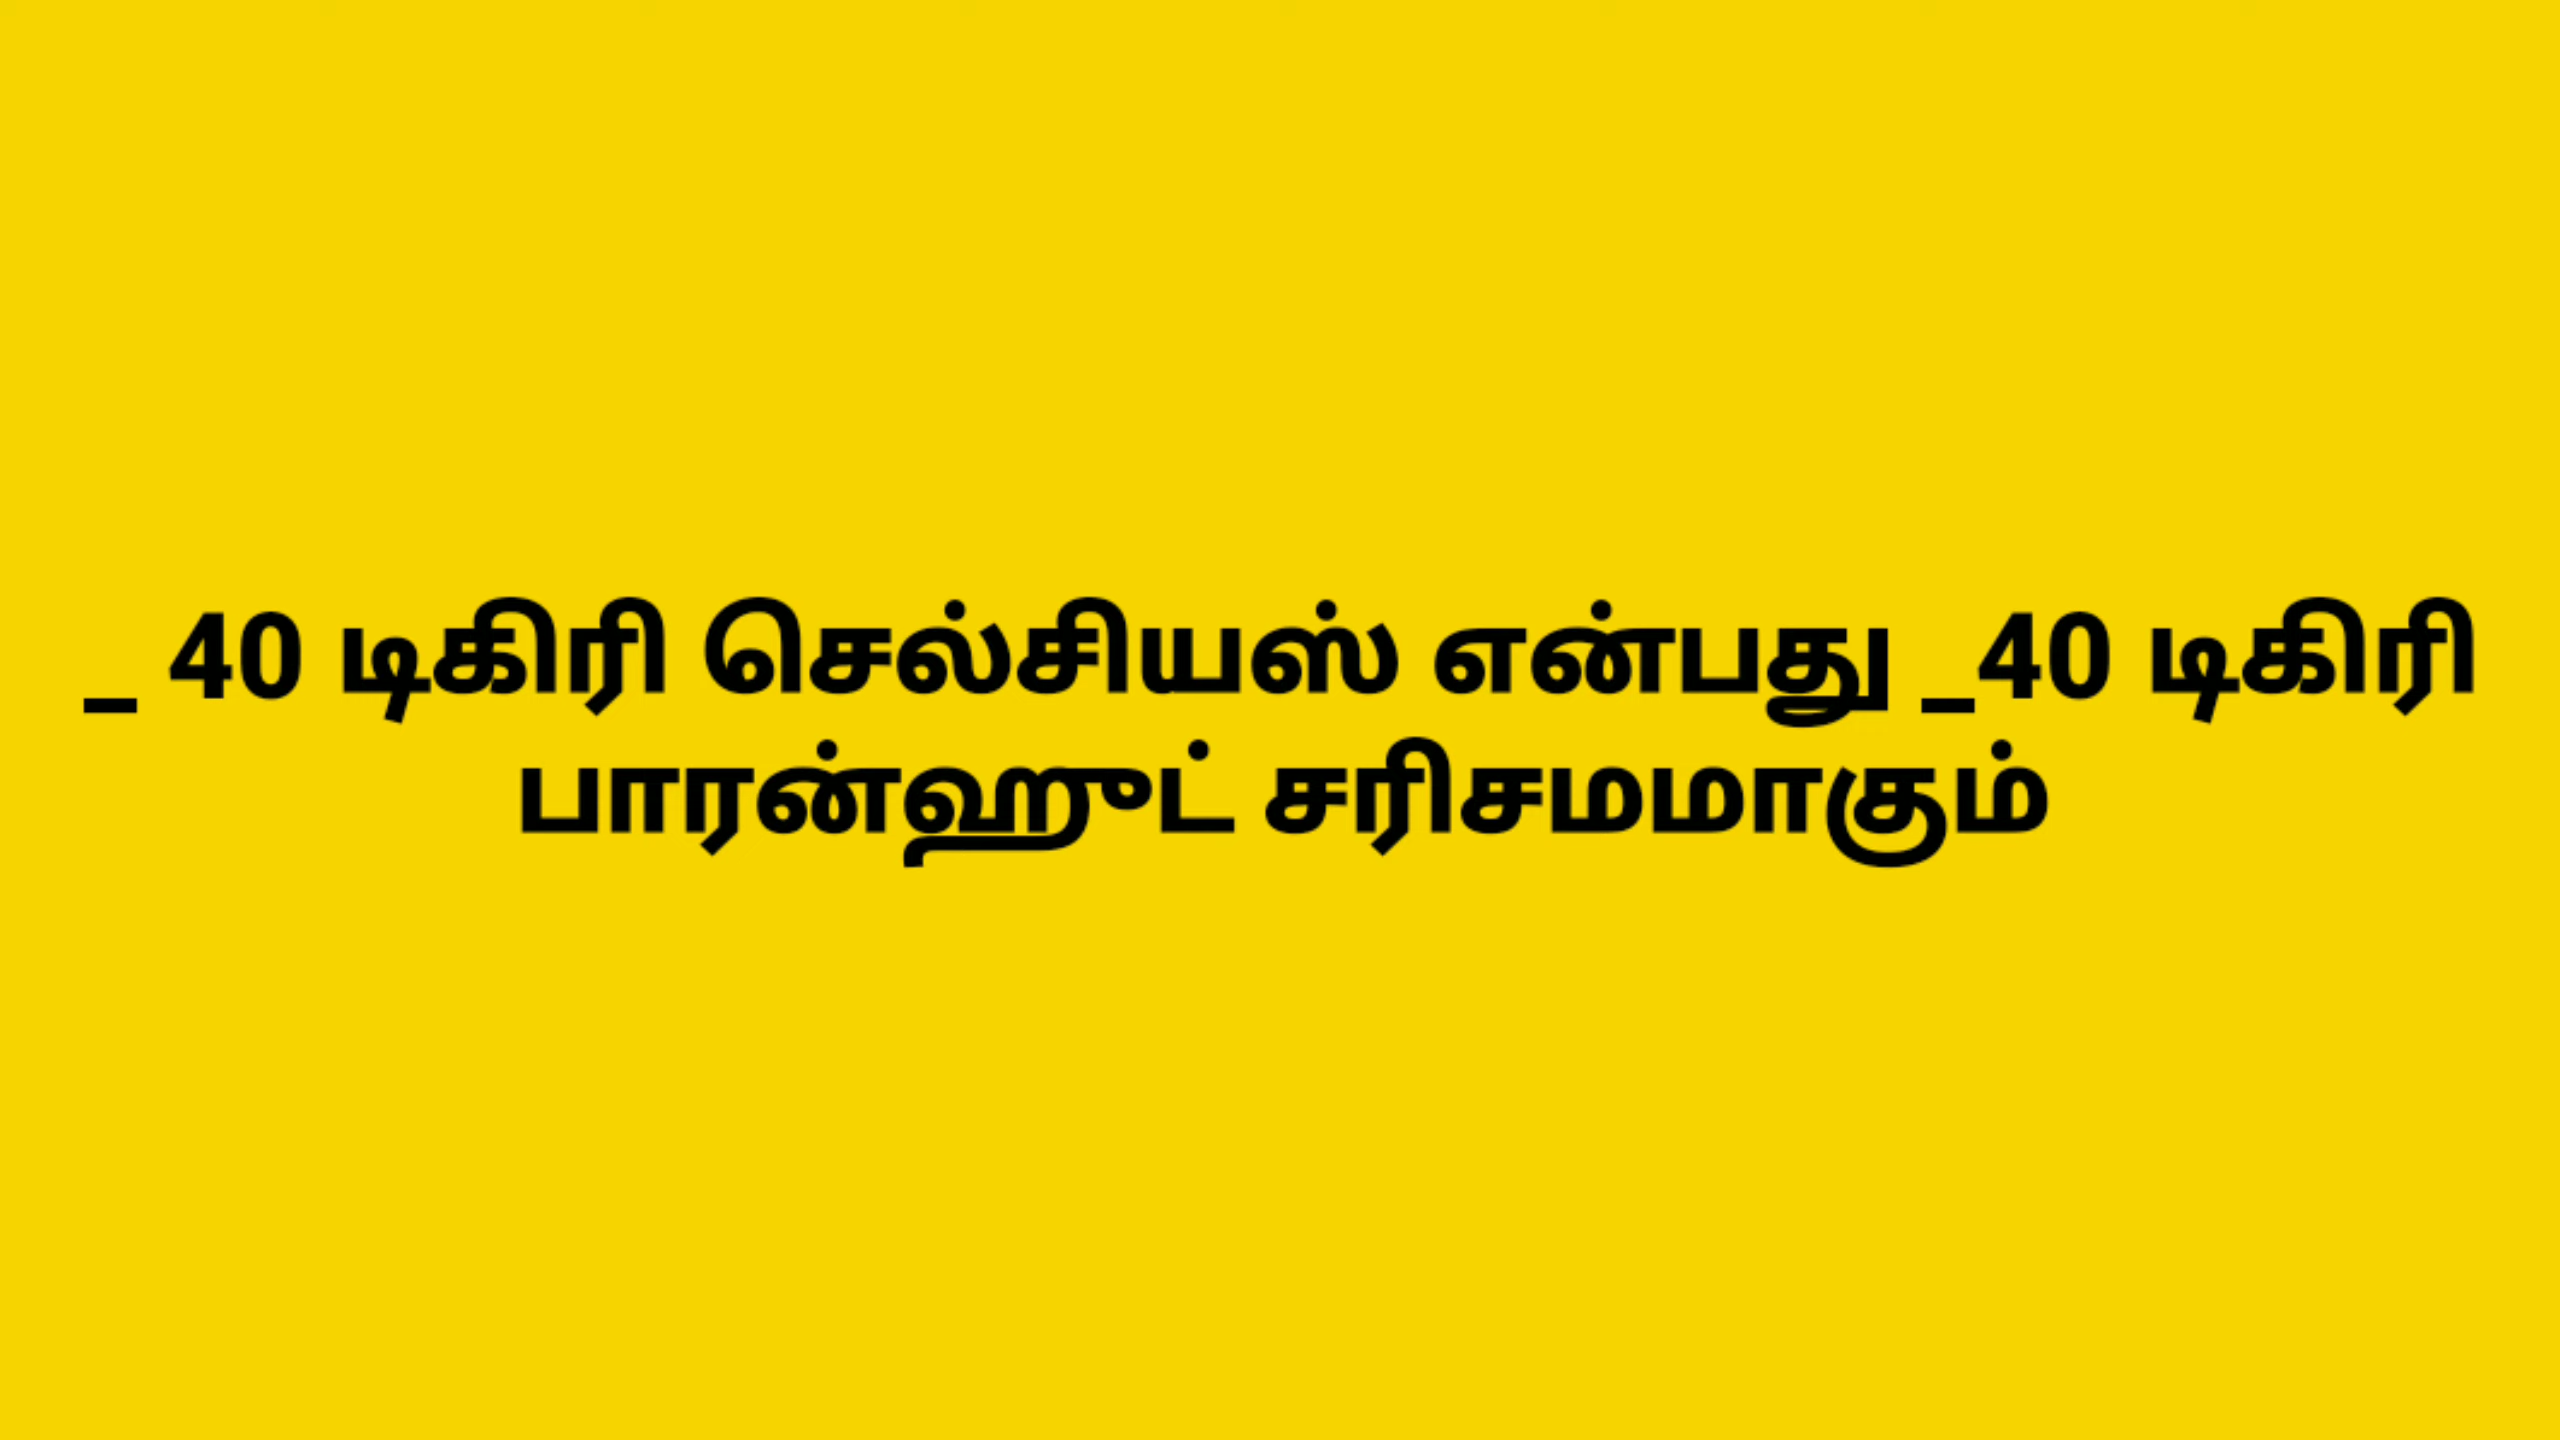 _ 40 டிகிரி செல்சியஸ் என்பது _40 டிகிரி
பாரன்ஹுட் சரிசமமாகும்